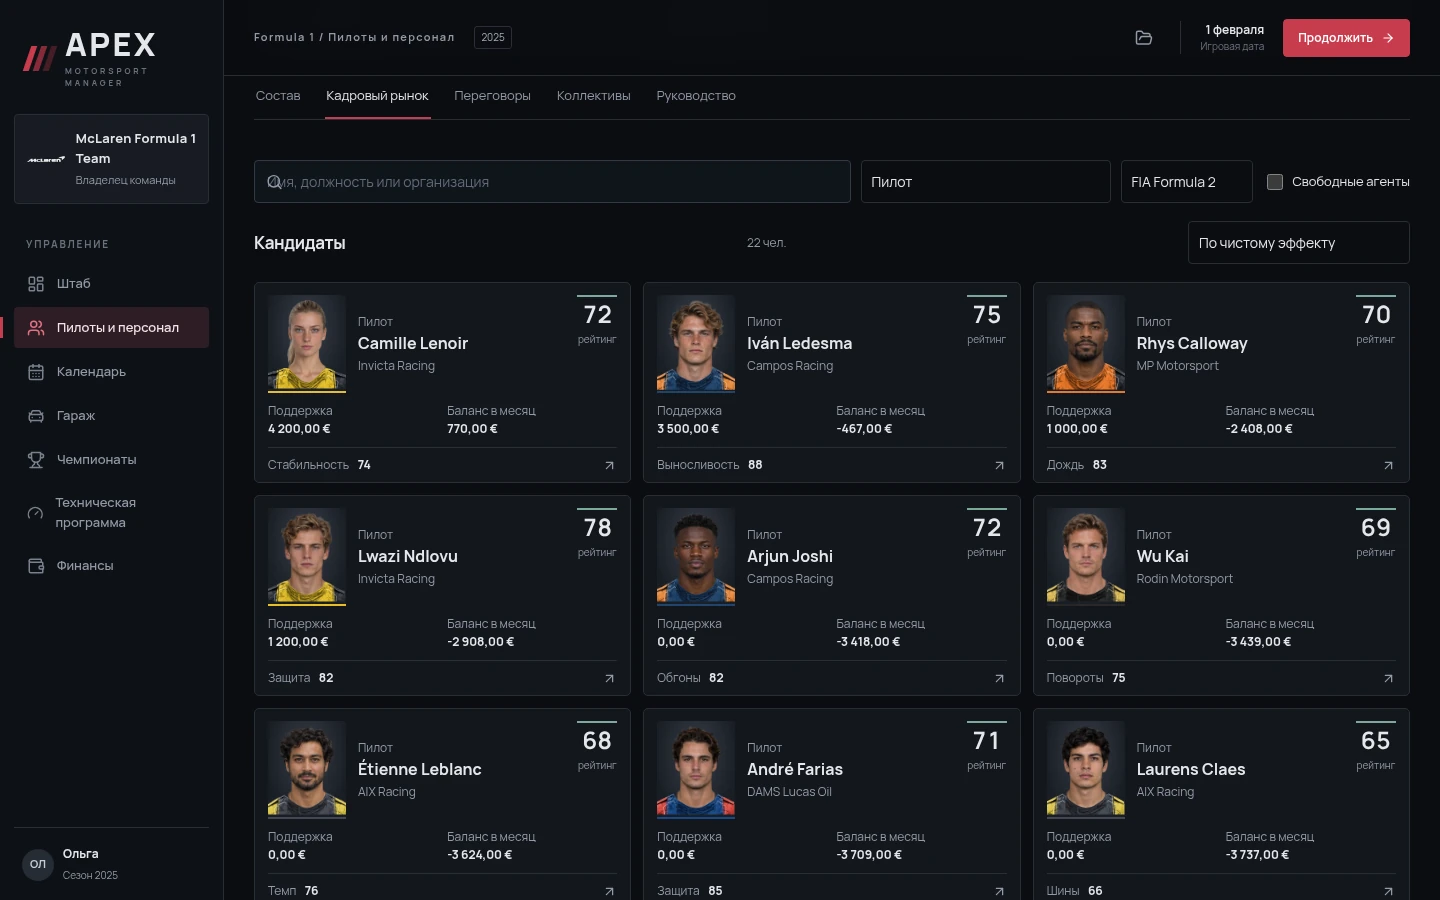 APEX
MOTORSPORT
MANAGER
McLaren Formula 1
Team
Владелец команды
УПРАВЛЕНИЕ
Штаб
Пилоты и персонал
Календарь
Гараж
Чемпионаты
Техническая
программа
Финансы
ОЛ
Ольга
Сезон 2025
Formula 1 / Пилоты и персонал
2025
1 февраля
Игровая дата
Продолжить
Состав
Кадровый рынок
Переговоры
Коллективы
Руководство
Имя, должность или организация
Пилот
FIA Formula 2
Свободные агенты
Кандидаты
22 чел.
По чистому эффекту
Пилот
Camille Lenoir
Invicta Racing
72
рейтинг
Поддержка
4 200,00 €
Баланс в месяц
770,00 €
Стабильность 74
Пилот
Iván Ledesma
Campos Racing
75
рейтинг
Поддержка
3 500,00 €
Баланс в месяц
-467,00 €
Выносливость 88
Пилот
Rhys Calloway
MP Motorsport
70
рейтинг
Поддержка
1 000,00 €
Баланс в месяц
-2 408,00 €
Дождь 83
Пилот
Lwazi Ndlovu
Invicta Racing
78
рейтинг
Поддержка
1 200,00 €
Баланс в месяц
-2 908,00 €
Защита 82
Пилот
Arjun Joshi
Campos Racing
72
рейтинг
Поддержка
0,00 €
Баланс в месяц
-3 418,00 €
Обгоны 82
Пилот
Wu Kai
Rodin Motorsport
69
рейтинг
Поддержка
0,00 €
Баланс в месяц
-3 439,00 €
Повороты 75
Пилот
Étienne Leblanc
AIX Racing
68
рейтинг
Поддержка
0,00 €
Баланс в месяц
-3 624,00 €
Темп 76
Пилот
André Farias
DAMS Lucas Oil
71
рейтинг
Поддержка
0,00 €
Баланс в месяц
-3 709,00 €
Защита 85
Пилот
Laurens Claes
AIX Racing
65
рейтинг
Поддержка
0,00 €
Баланс в месяц
-3 737,00 €
Шины 66